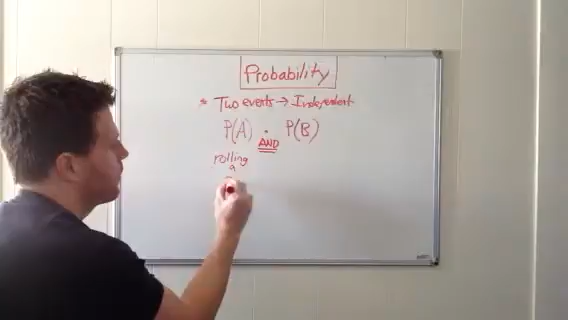 Probability
* Two events → Independent
P(A) • P(B)
AND
rolling
a